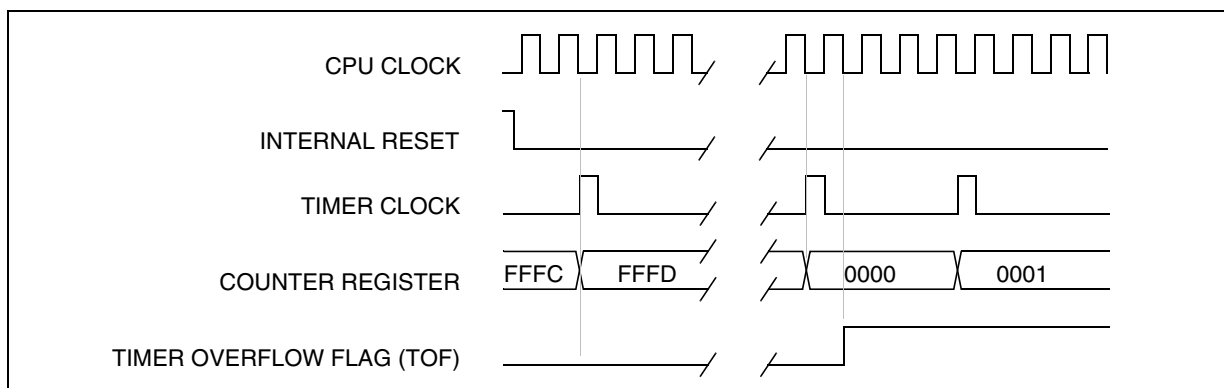 CPU CLOCK
INTERNAL RESET
TIMER CLOCK
COUNTER REGISTER
FFFC FFFD 0000 0001
TIMER OVERFLOW FLAG (TOF)